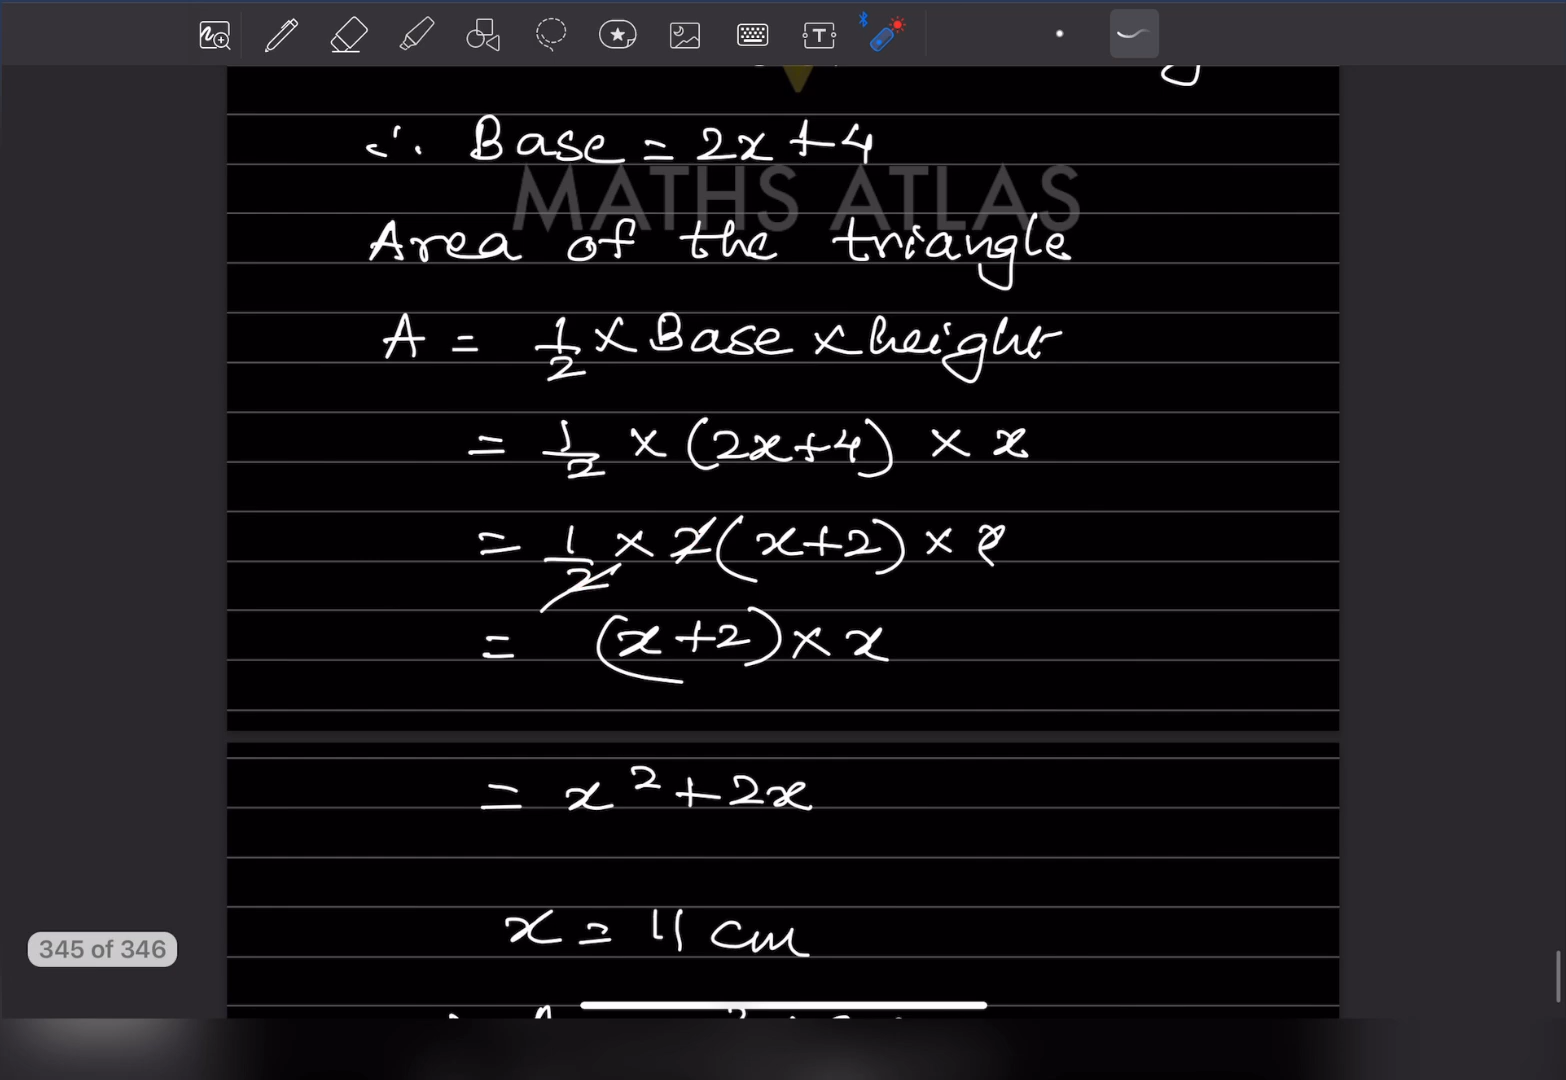 ∴ Base = 2x + 4
MATHS ATLAS
Area of the triangle
A = 1/2 × Base × height
= 1/2 × (2x+4) × x
= 1/2 × 2(x+2) × x
= (x+2) × x
= x² + 2x
x = 11 cm
345 of 346